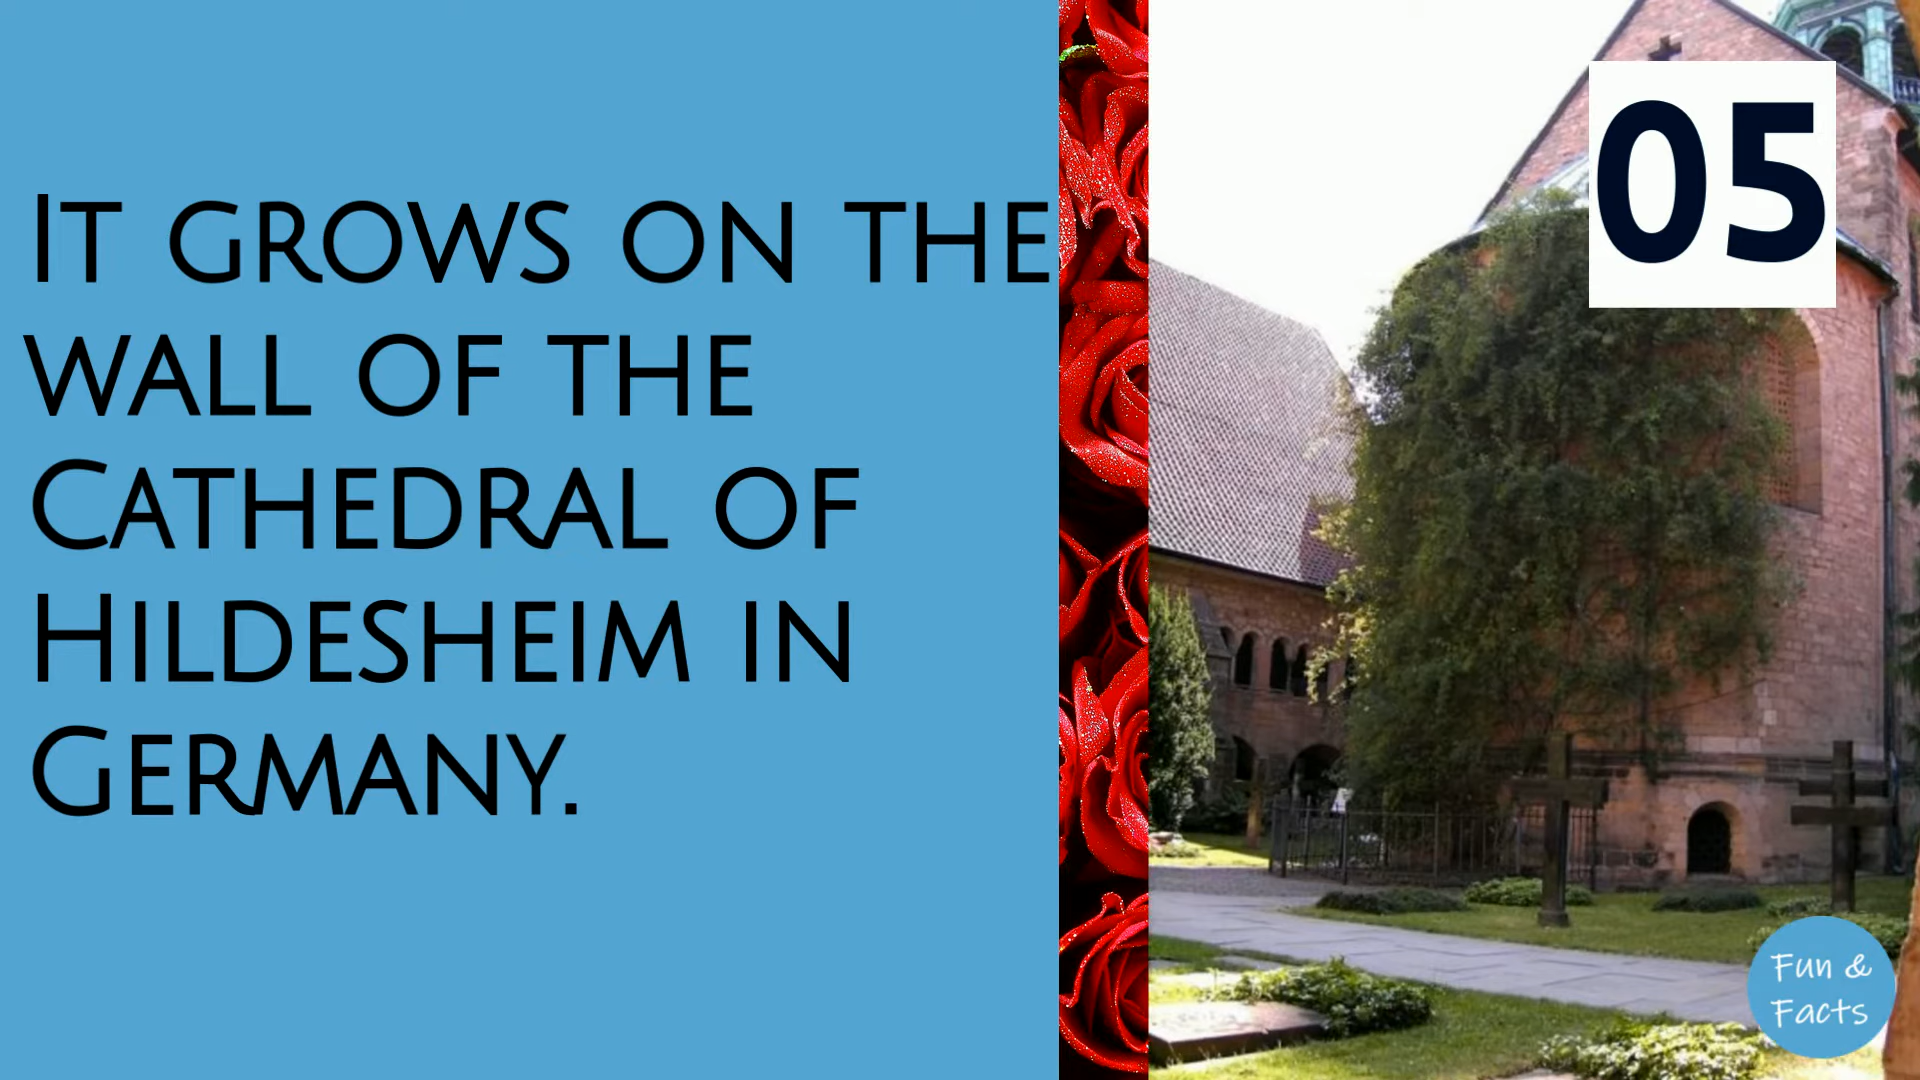 It grows on the
wall of the
Cathedral of
Hildesheim in
Germany.
05
Fun &
Facts